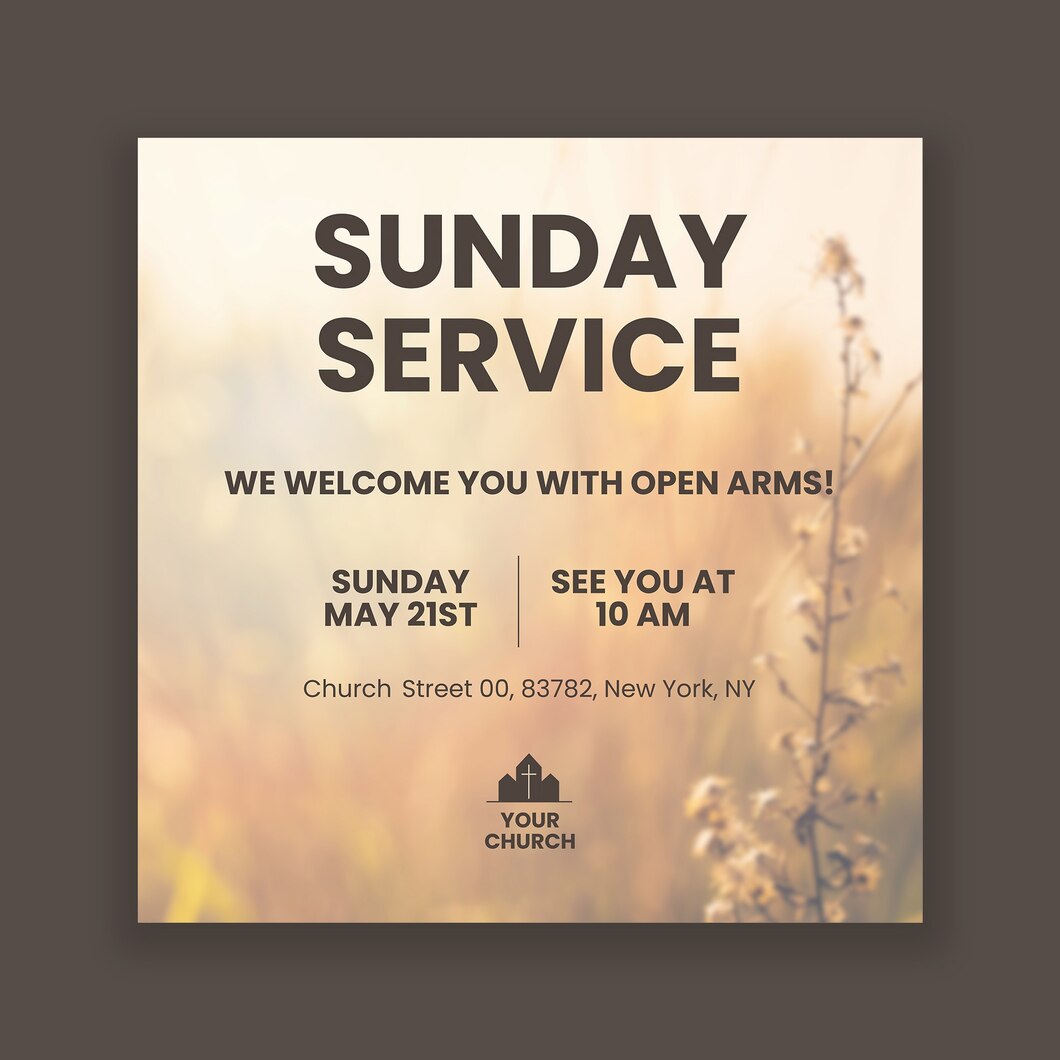 SUNDAY
SERVICE
WE WELCOME YOU WITH OPEN ARMS!
SUNDAY
MAY 21ST
SEE YOU AT
10 AM
Church Street 00, 83782, New York, NY
YOUR
CHURCH